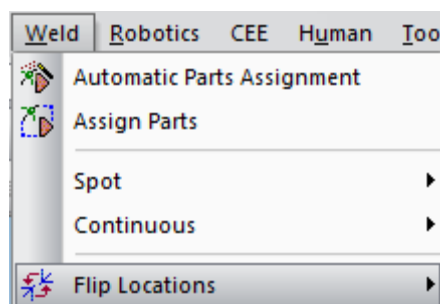 Weld Robotics CEE Human Too
Automatic Parts Assignment
Assign Parts
Spot
Continuous
Flip Locations